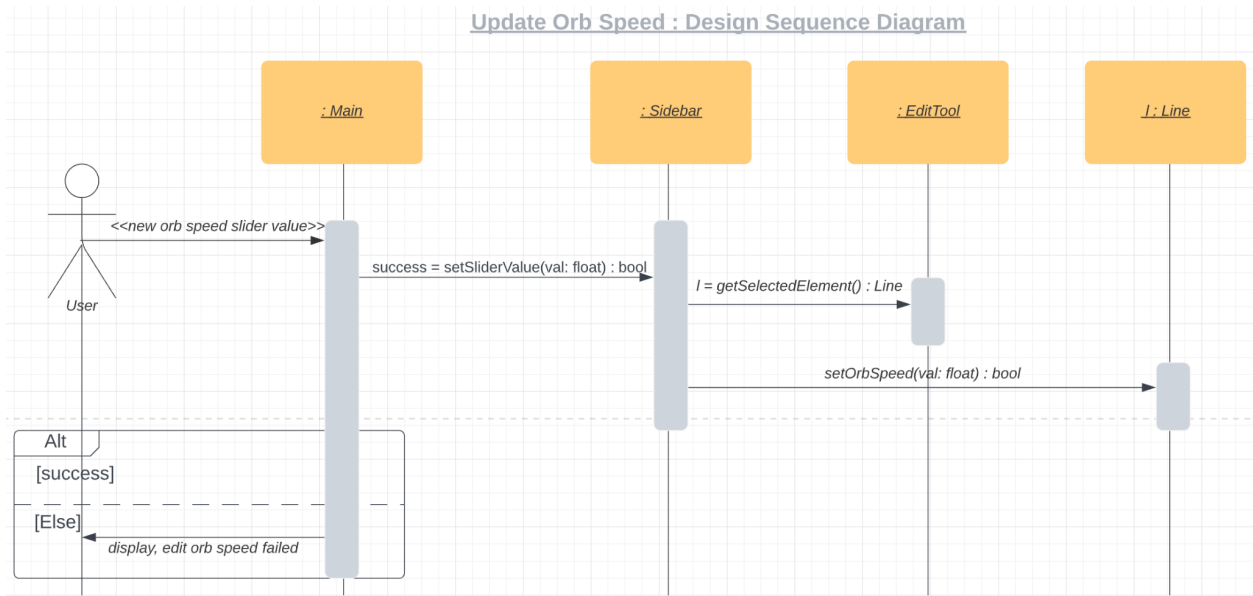 Update Orb Speed : Design Sequence Diagram
: Main
: Sidebar
: EditTool
l : Line
<<new orb speed slider value>>
success = setSliderValue(val: float) : bool
l = getSelectedElement() : Line
User
setOrbSpeed(val: float) : bool
Alt
[success]
[Else]
display, edit orb speed failed